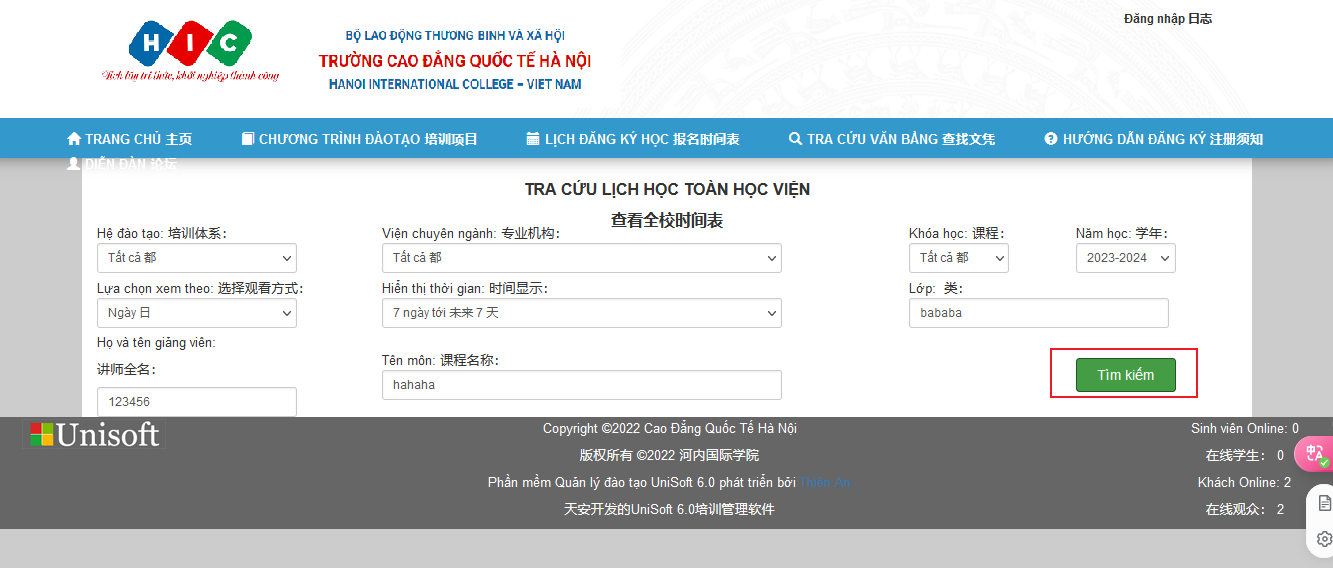 Đăng nhập 日志
HIC
Tích lũy tri thức, khởi nghiệp thành công
BỘ LAO ĐỘNG THƯƠNG BINH VÀ XÃ HỘI
TRƯỜNG CAO ĐẲNG QUỐC TẾ HÀ NỘI
HANOI INTERNATIONAL COLLEGE – VIET NAM
TRANG CHỦ 主页
CHƯƠNG TRÌNH ĐÀOTẠO 培训项目
LỊCH ĐĂNG KÝ HỌC 报名时间表
TRA CỨU VĂN BẰNG 查找文凭
HƯỚNG DẪN ĐĂNG KÝ 注册须知
DIỄN ĐÀN 论坛
TRA CỨU LỊCH HỌC TOÀN HỌC VIỆN
查看全校时间表
Hệ đào tạo: 培训体系:
Viện chuyên ngành: 专业机构:
Khóa học: 课程:
Năm học: 学年:
Tất cả 都
Tất cả 都
Tất cả 都
2023-2024
Lựa chọn xem theo: 选择观看方式:
Hiển thị thời gian: 时间显示:
Lớp: 类:
Ngày 日
7 ngày tới 未来 7 天
bababa
Họ và tên giảng viên:
讲师全名:
Tên môn: 课程名称:
123456
hahaha
Tìm kiếm
Unisoft
Copyright ©2022 Cao Đẳng Quốc Tế Hà Nội
版权所有 ©2022 河内国际学院
Phần mềm Quản lý đào tạo UniSoft 6.0 phát triển bởi Thiên An
天安开发的UniSoft 6.0培训管理软件
Sinh viên Online: 0
在线学生: 0
Khách Online: 2
在线观众: 2